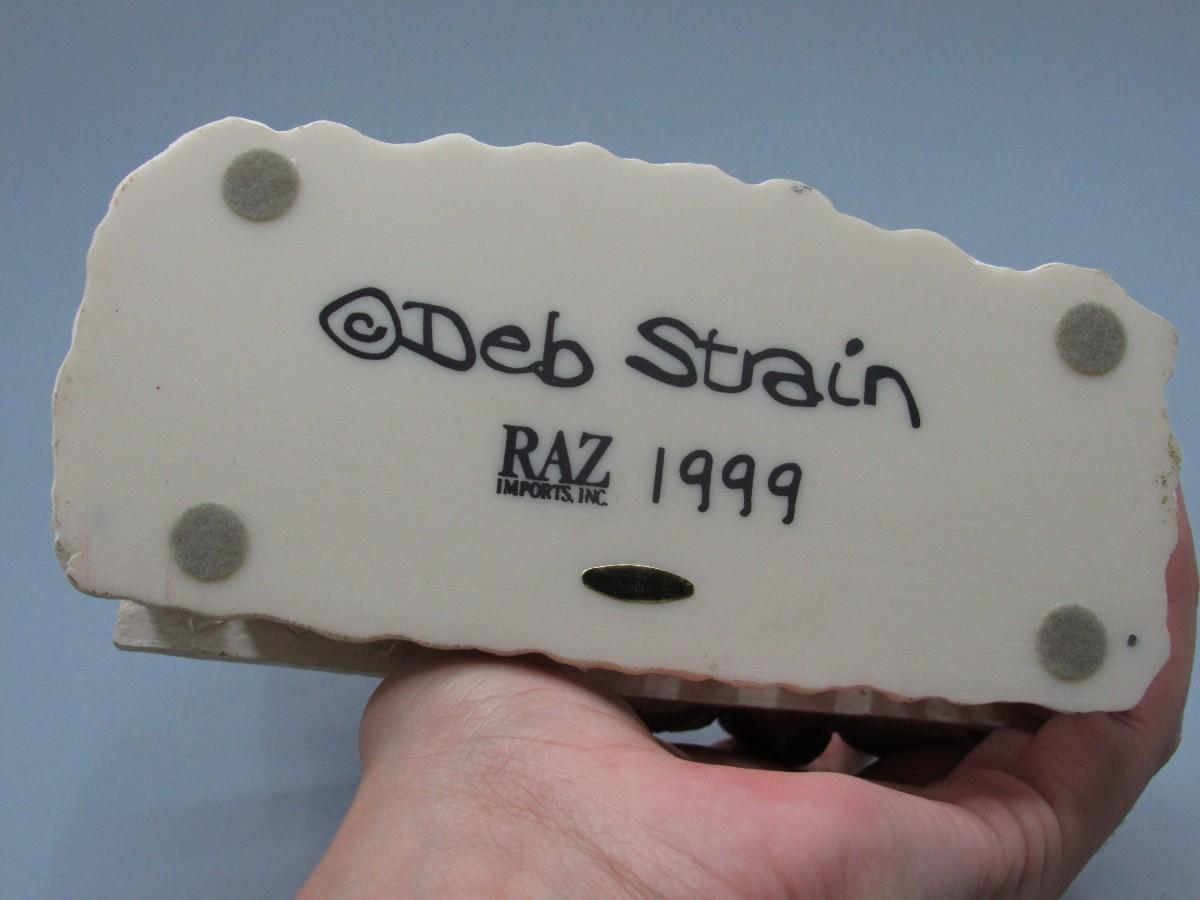 ©Deb Strain
RAZ 1999
IMPORTS, INC.